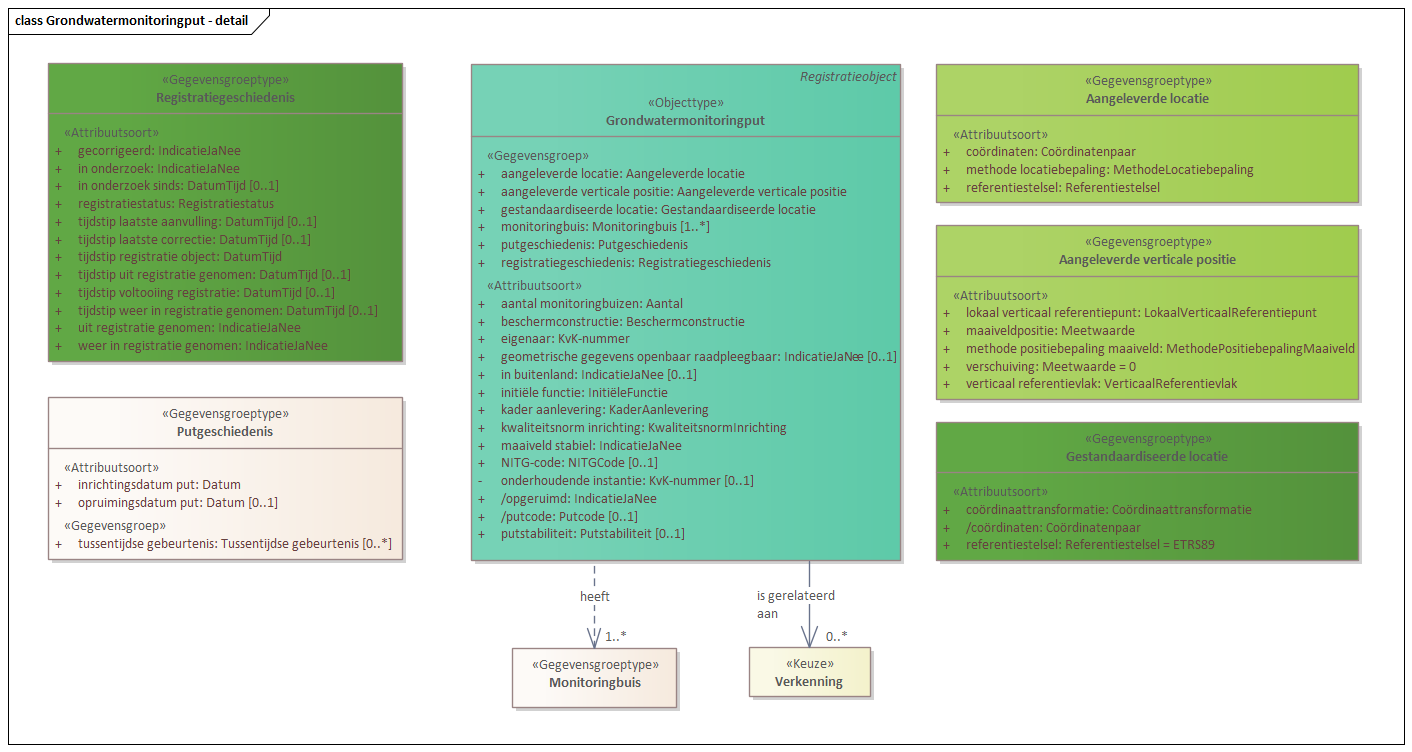 class Grondwatermonitoringput - detail
«Gegevensgroeptype»
Registratiegeschiedenis
«Attribuutsoort»
+ gecorrigeerd: IndicatieJaNee
+ in onderzoek: IndicatieJaNee
+ in onderzoek sinds: DatumTijd [0..1]
+ registratiestatus: Registratiestatus
+ tijdstip laatste aanvulling: DatumTijd [0..1]
+ tijdstip laatste correctie: DatumTijd [0..1]
+ tijdstip registratie object: DatumTijd
+ tijdstip uit registratie genomen: DatumTijd [0..1]
+ tijdstip voltooiing registratie: DatumTijd [0..1]
+ tijdstip weer in registratie genomen: DatumTijd [0..1]
+ uit registratie genomen: IndicatieJaNee
+ weer in registratie genomen: IndicatieJaNee
«Gegevensgroeptype»
Putgeschiedenis
«Attribuutsoort»
+ inrichtingsdatum put: Datum
+ opruimingsdatum put: Datum [0..1]
«Gegevensgroep»
+ tussentijdse gebeurtenis: Tussentijdse gebeurtenis [0..*]
Registratieobject
«Objecttype»
Grondwatermonitoringput
«Gegevensgroep»
+ aangeleverde locatie: Aangeleverde locatie
+ aangeleverde verticale positie: Aangeleverde verticale positie
+ gestandaardiseerde locatie: Gestandaardiseerde locatie
+ monitoringbuis: Monitoringbuis [1..*]
+ putgeschiedenis: Putgeschiedenis
+ registratiegeschiedenis: Registratiegeschiedenis
«Attribuutsoort»
+ aantal monitoringbuizen: Aantal
+ beschermconstructie: Beschermconstructie
+ eigenaar: KvK-nummer
+ geometrische gegevens openbaar raadpleegbaar: IndicatieJaNee [0..1]
+ in buitenland: IndicatieJaNee [0..1]
+ initiële functie: InitiëleFunctie
+ kader aanlevering: KaderAanlevering
+ kwaliteitsnorm inrichting: KwaliteitsnormInrichting
+ maaiveld stabiel: IndicatieJaNee
+ NITG-code: NITGCode [0..1]
- onderhoudende instantie: KvK-nummer [0..1]
+ /opgeruimd: IndicatieJaNee
+ /putcode: Putcode [0..1]
+ putstabiliteit: Putstabiliteit [0..1]
«Gegevensgroeptype»
Aangeleverde locatie
«Attribuutsoort»
+ coördinaten: Coördinatenpaar
+ methode locatiebepaling: MethodeLocatiebepaling
+ referentiestelsel: Referentiestelsel
«Gegevensgroeptype»
Aangeleverde verticale positie
«Attribuutsoort»
+ lokaal verticaal referentiepunt: LokaalVerticaalReferentiepunt
+ maaiveldpositie: Meetwaarde
+ methode positiebepaling maaiveld: MethodePositiebepalingMaaiveld
+ verschuiving: Meetwaarde = 0
+ verticaal referentievlak: VerticaalReferentievlak
«Gegevensgroeptype»
Gestandaardiseerde locatie
«Attribuutsoort»
+ coördinaattransformatie: Coördinaattransformatie
+ /coördinaten: Coördinatenpaar
+ referentiestelsel: Referentiestelsel = ETRS89
heeft
1..*
is gerelateerd
aan
0..*
«Gegevensgroeptype»
Monitoringbuis
«Keuze»
Verkenning